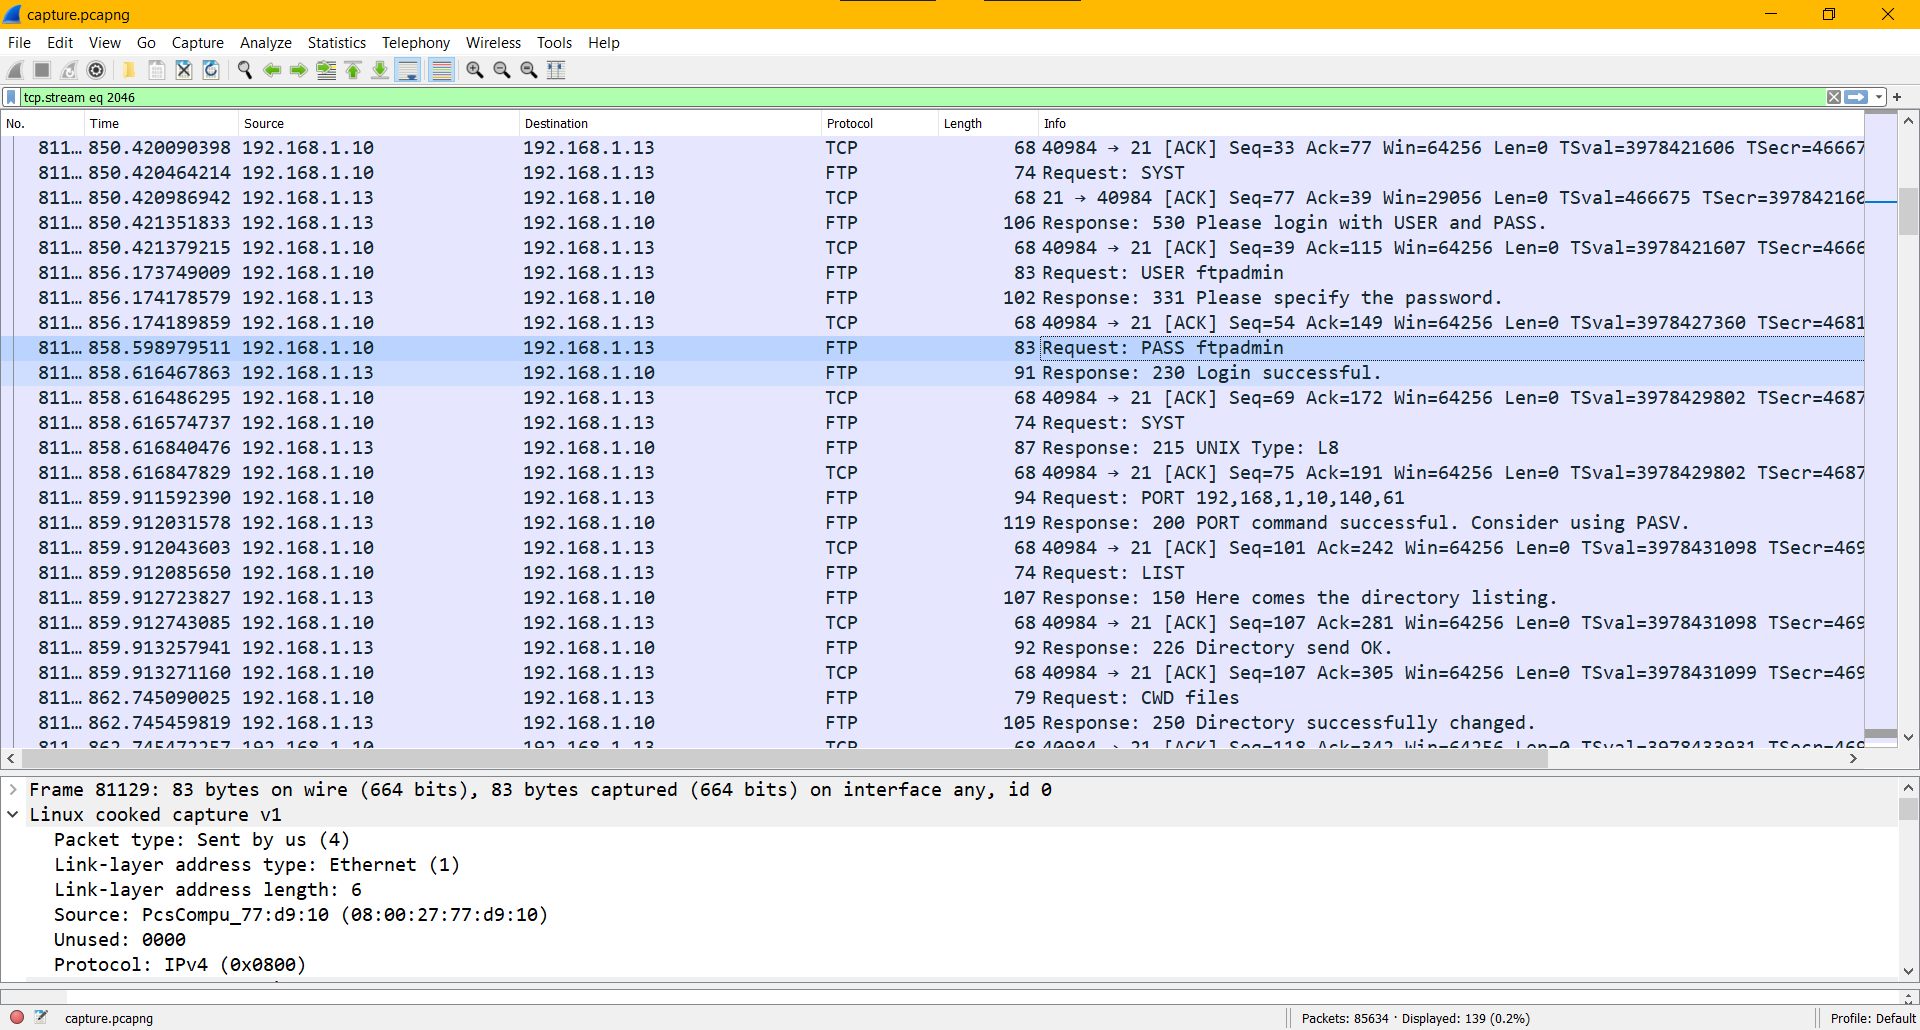 capture.pcapng
File Edit View Go Capture Analyze Statistics Telephony Wireless Tools Help
tcp.stream eq 2046
No. Time Source Destination Protocol Length Info
811… 850.420090398 192.168.1.10 192.168.1.13 TCP 68 40984 → 21 [ACK] Seq=33 Ack=77 Win=64256 Len=0 TSval=3978421606 TSecr=46667
811… 850.420464214 192.168.1.10 192.168.1.13 FTP 74 Request: SYST
811… 850.420986942 192.168.1.13 192.168.1.10 TCP 68 21 → 40984 [ACK] Seq=77 Ack=39 Win=29056 Len=0 TSval=466675 TSecr=397842160
811… 850.421351833 192.168.1.13 192.168.1.10 FTP 106 Response: 530 Please login with USER and PASS.
811… 850.421379215 192.168.1.10 192.168.1.13 TCP 68 40984 → 21 [ACK] Seq=39 Ack=115 Win=64256 Len=0 TSval=3978421607 TSecr=4666
811… 856.173749009 192.168.1.10 192.168.1.13 FTP 83 Request: USER ftpadmin
811… 856.174178579 192.168.1.13 192.168.1.10 FTP 102 Response: 331 Please specify the password.
811… 856.174189859 192.168.1.10 192.168.1.13 TCP 68 40984 → 21 [ACK] Seq=54 Ack=149 Win=64256 Len=0 TSval=3978427360 TSecr=4681
811… 858.598979511 192.168.1.10 192.168.1.13 FTP 83 Request: PASS ftpadmin
811… 858.616467863 192.168.1.13 192.168.1.10 FTP 91 Response: 230 Login successful.
811… 858.616486295 192.168.1.10 192.168.1.13 TCP 68 40984 → 21 [ACK] Seq=69 Ack=172 Win=64256 Len=0 TSval=3978429802 TSecr=4687
811… 858.616574737 192.168.1.10 192.168.1.13 FTP 74 Request: SYST
811… 858.616840476 192.168.1.13 192.168.1.10 FTP 87 Response: 215 UNIX Type: L8
811… 858.616847829 192.168.1.10 192.168.1.13 TCP 68 40984 → 21 [ACK] Seq=75 Ack=191 Win=64256 Len=0 TSval=3978429802 TSecr=4687
811… 859.911592390 192.168.1.10 192.168.1.13 FTP 94 Request: PORT 192,168,1,10,140,61
811… 859.912031578 192.168.1.13 192.168.1.10 FTP 119 Response: 200 PORT command successful. Consider using PASV.
811… 859.912043603 192.168.1.10 192.168.1.13 TCP 68 40984 → 21 [ACK] Seq=101 Ack=242 Win=64256 Len=0 TSval=3978431098 TSecr=469
811… 859.912085650 192.168.1.10 192.168.1.13 FTP 74 Request: LIST
811… 859.912723827 192.168.1.13 192.168.1.10 FTP 107 Response: 150 Here comes the directory listing.
811… 859.912743085 192.168.1.10 192.168.1.13 TCP 68 40984 → 21 [ACK] Seq=107 Ack=281 Win=64256 Len=0 TSval=3978431098 TSecr=469
811… 859.913257941 192.168.1.13 192.168.1.10 FTP 92 Response: 226 Directory send OK.
811… 859.913271160 192.168.1.10 192.168.1.13 TCP 68 40984 → 21 [ACK] Seq=107 Ack=305 Win=64256 Len=0 TSval=3978431099 TSecr=469
811… 862.745090025 192.168.1.10 192.168.1.13 FTP 79 Request: CWD files
811… 862.745459819 192.168.1.13 192.168.1.10 FTP 105 Response: 250 Directory successfully changed.
811… 862.745472257 192.168.1.10 192.168.1.13 TCP 68 40984 → 21 [ACK] Seq=118 Ack=342 Win=64256 Len=0 TSval=3978433931 TSecr=469
Frame 81129: 83 bytes on wire (664 bits), 83 bytes captured (664 bits) on interface any, id 0
Linux cooked capture v1
Packet type: Sent by us (4)
Link-layer address type: Ethernet (1)
Link-layer address length: 6
Source: PcsCompu_77:d9:10 (08:00:27:77:d9:10)
Unused: 0000
Protocol: IPv4 (0x0800)
capture.pcapng
Packets: 85634 · Displayed: 139 (0.2%)
Profile: Default